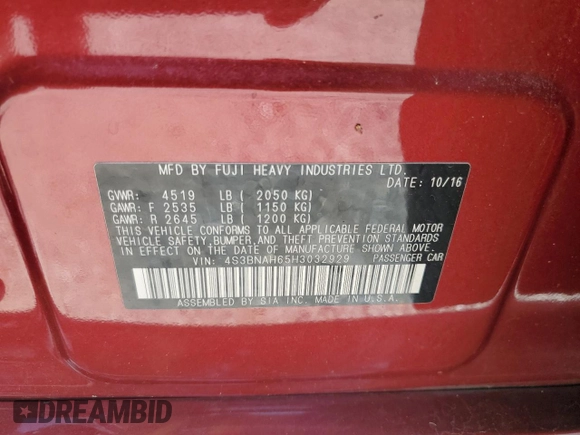 MFD BY FUJI HEAVY INDUSTRIES LTD.
DATE: 10/16
GVWR: 4519 LB ( 2050 KG)
GAWR: F 2535 LB ( 1150 KG)
GAWR: R 2645 LB ( 1200 KG)
THIS VEHICLE CONFORMS TO ALL APPLICABLE FEDERAL MOTOR
VEHICLE SAFETY,BUMPER,AND THEFT PREVENTION STANDARDS
IN EFFECT ON THE DATE OF MANUFACTURE SHOWN ABOVE.
VIN: 4S3BNAH65H3032929 PASSENGER CAR
ASSEMBLED BY SIA INC. MADE IN U.S.A.
DREAMBID